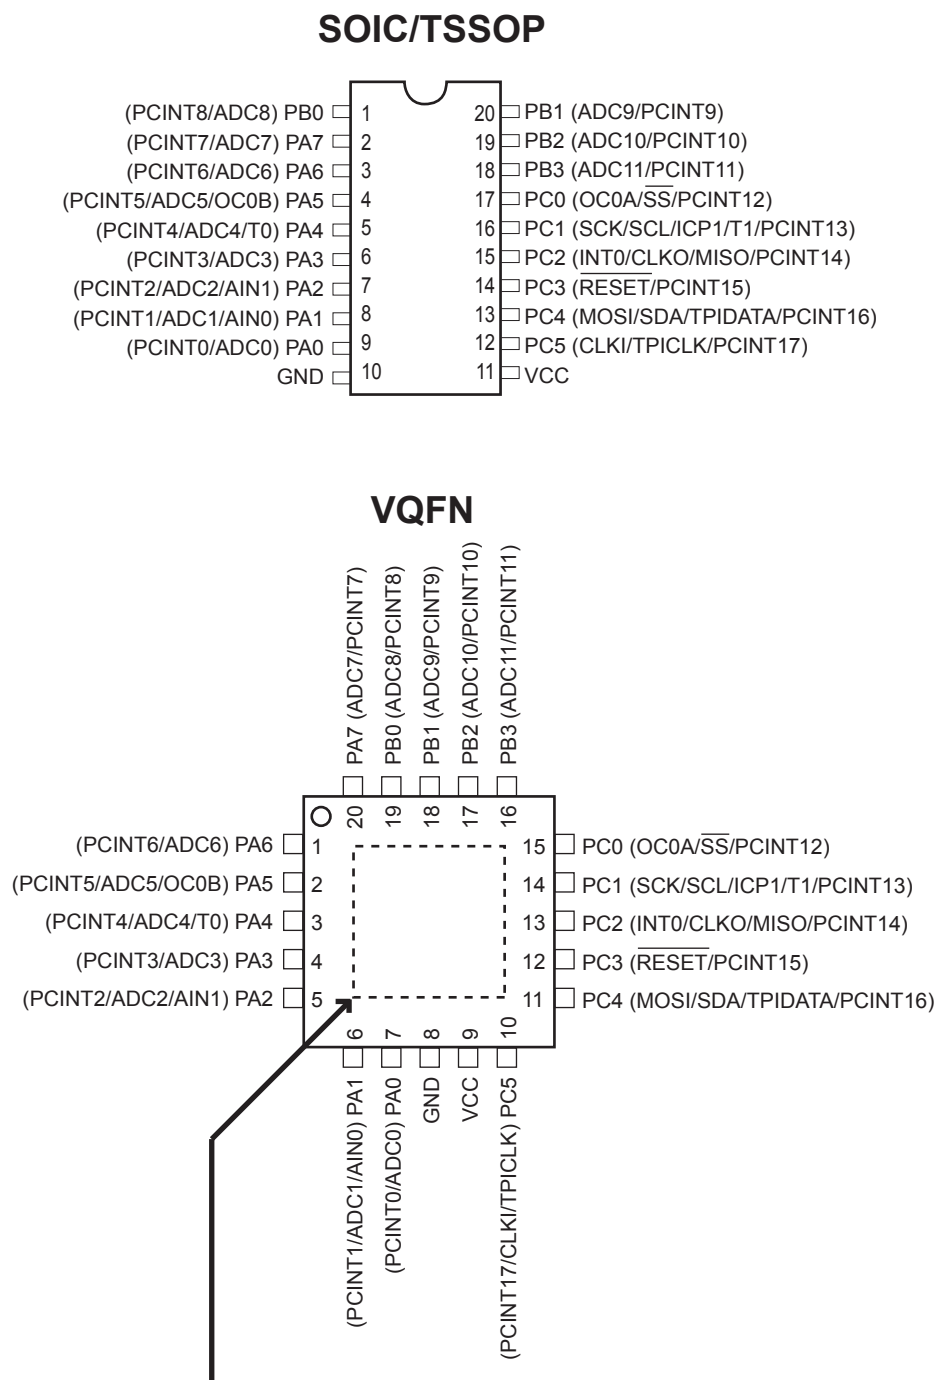 SOIC/TSSOP
(PCINT8/ADC8) PB0 1 20 PB1 (ADC9/PCINT9)
(PCINT7/ADC7) PA7 2 19 PB2 (ADC10/PCINT10)
(PCINT6/ADC6) PA6 3 18 PB3 (ADC11/PCINT11)
(PCINT5/ADC5/OC0B) PA5 4 17 PC0 (OC0A/SS/PCINT12)
(PCINT4/ADC4/T0) PA4 5 16 PC1 (SCK/SCL/ICP1/T1/PCINT13)
(PCINT3/ADC3) PA3 6 15 PC2 (INT0/CLKO/MISO/PCINT14)
(PCINT2/ADC2/AIN1) PA2 7 14 PC3 (RESET/PCINT15)
(PCINT1/ADC1/AIN0) PA1 8 13 PC4 (MOSI/SDA/TPIDATA/PCINT16)
(PCINT0/ADC0) PA0 9 12 PC5 (CLKI/TPICLK/PCINT17)
GND 10 11 VCC
VQFN
PA7 (ADC7/PCINT7)
PB0 (ADC8/PCINT8)
PB1 (ADC9/PCINT9)
PB2 (ADC10/PCINT10)
PB3 (ADC11/PCINT11)
20 19 18 17 16
(PCINT6/ADC6) PA6 1 15 PC0 (OC0A/SS/PCINT12)
(PCINT5/ADC5/OC0B) PA5 2 14 PC1 (SCK/SCL/ICP1/T1/PCINT13)
(PCINT4/ADC4/T0) PA4 3 13 PC2 (INT0/CLKO/MISO/PCINT14)
(PCINT3/ADC3) PA3 4 12 PC3 (RESET/PCINT15)
(PCINT2/ADC2/AIN1) PA2 5 11 PC4 (MOSI/SDA/TPIDATA/PCINT16)
6 7 8 9 10
(PCINT1/ADC1/AIN0) PA1
(PCINT0/ADC0) PA0
GND
VCC
(PCINT17/CLKI/TPICLK) PC5